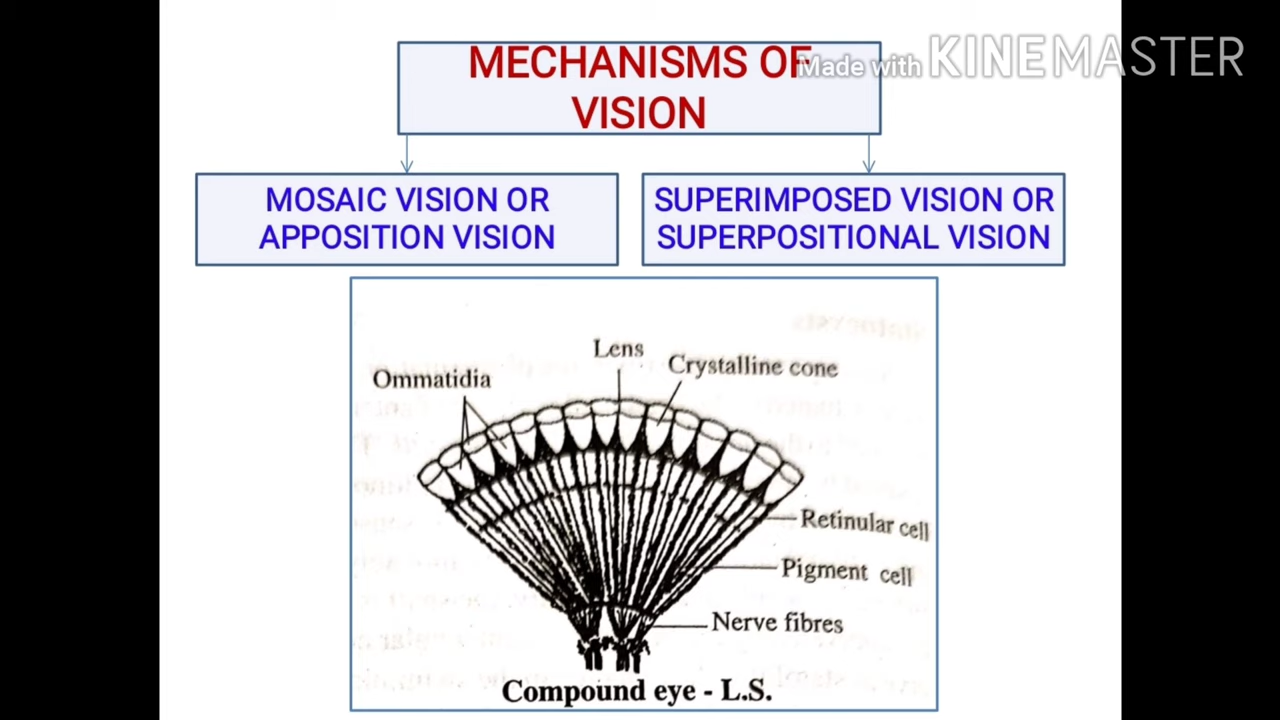 MECHANISMS OF
VISION
Made with KINEMASTER
MOSAIC VISION OR
APPOSITION VISION
SUPERIMPOSED VISION OR
SUPERPOSITIONAL VISION
Lens
Crystalline cone
Ommatidia
Retinular cell
Pigment cell
Nerve fibres
Compound eye - L.S.